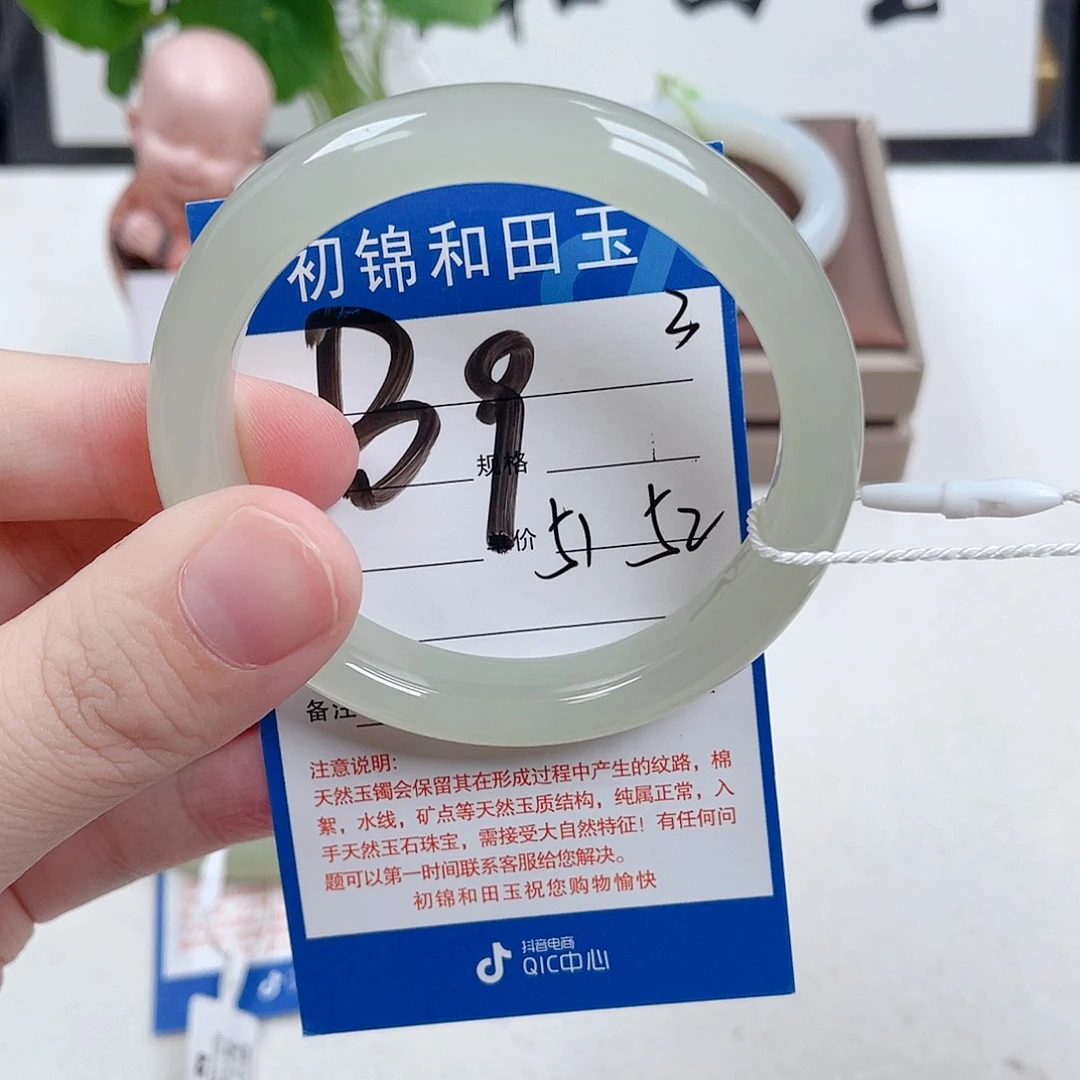 初锦和田玉
3
B9
规格
价 51 52
备注
注意说明:
天然玉镯会保留其在形成过程中产生的纹路，棉
絮，水线，矿点等天然玉质结构，纯属正常，入
手天然玉石珠宝，需接受大自然特征！有任何问
题可以第一时间联系客服给您解决。
初锦和田玉祝您购物愉快
抖音电商
QIC中心